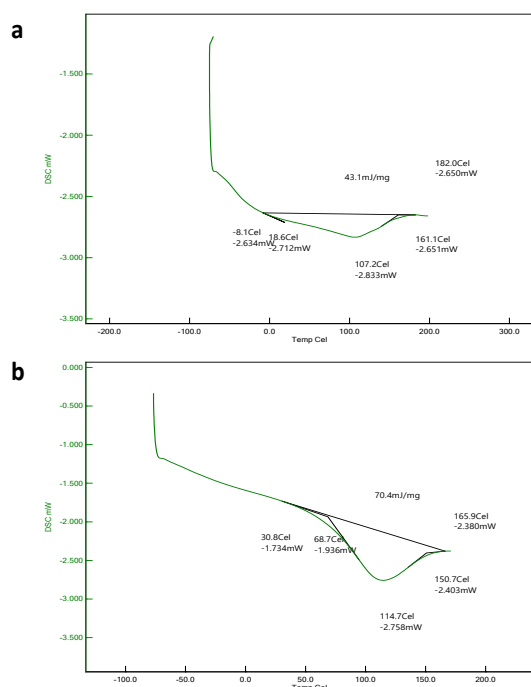 a
-1.500
-2.000
-2.500
-3.000
-3.500
DSC mW
182.0Cel
-2.650mW
43.1mJ/mg
-8.1Cel
-2.634mW
18.6Cel
-2.712mW
161.1Cel
-2.651mW
107.2Cel
-2.833mW
-200.0 -100.0 0.0 100.0 200.0 300.0
Temp Cel
b
0.000
-0.500
-1.000
-1.500
-2.000
-2.500
-3.000
-3.500
DSC mW
70.4mJ/mg
165.9Cel
-2.380mW
30.8Cel
-1.734mW
68.7Cel
-1.936mW
150.7Cel
-2.403mW
114.7Cel
-2.758mW
-100.0 -50.0 0.0 50.0 100.0 150.0 200.0
Temp Cel